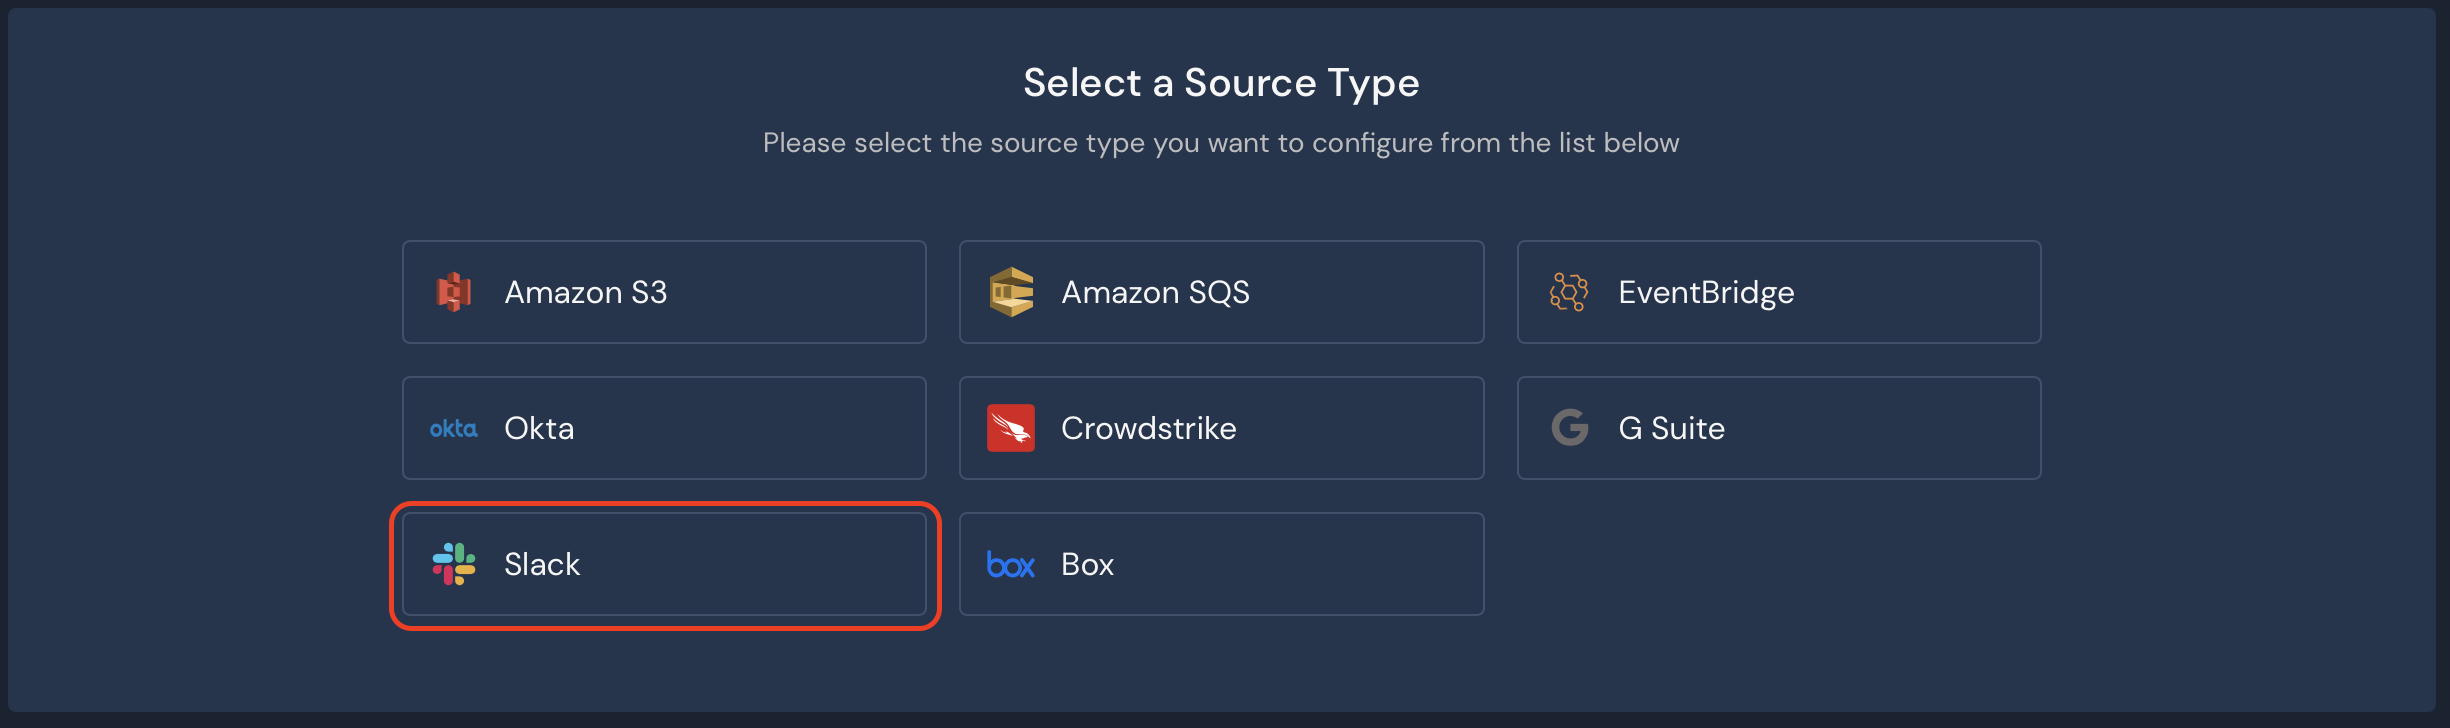 Select a Source Type
Please select the source type you want to configure from the list below
Amazon S3
Amazon SQS
EventBridge
okta Okta
Crowdstrike
G Suite
Slack
box Box